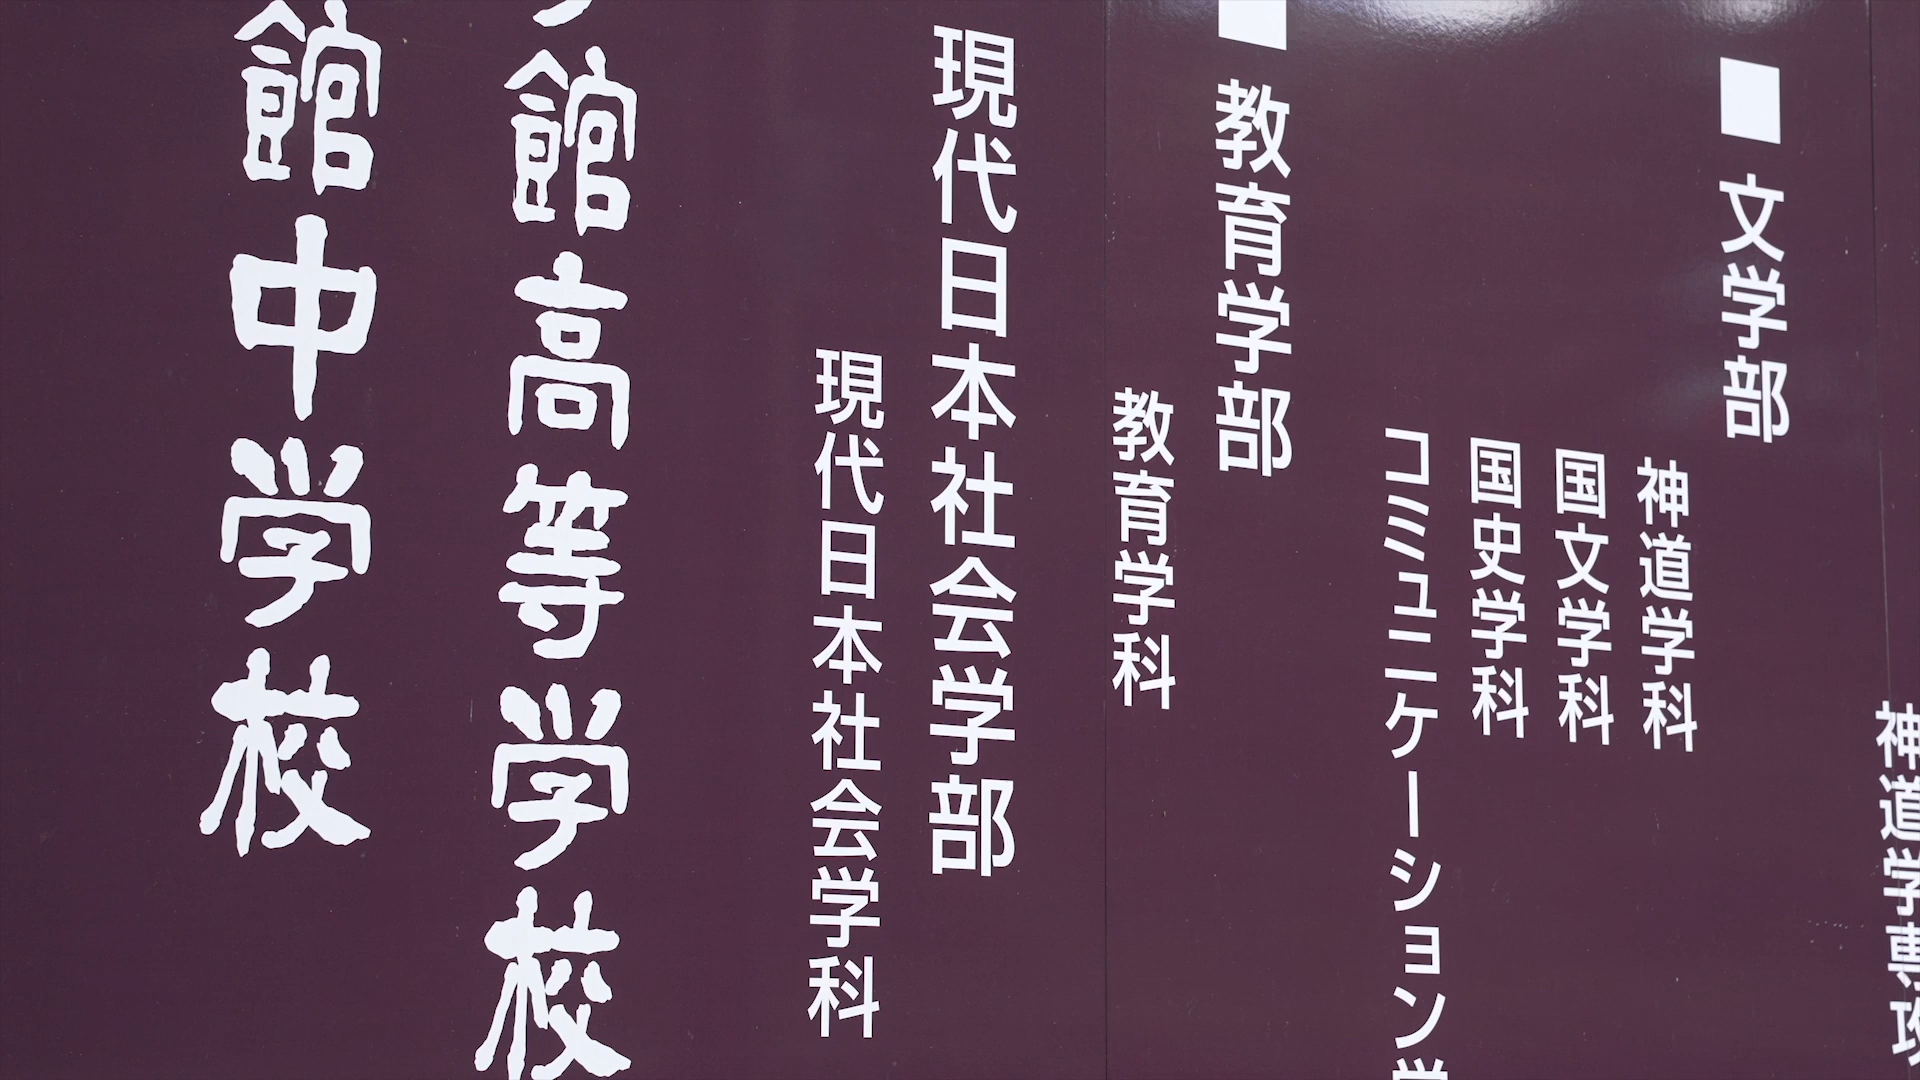 神道学専攻
■文学部
神道学科
国文学科
国史学科
コミュニケーション学
■教育学部
教育学科
現代日本社会学部
現代日本社会学科
館高等学校
館中学校